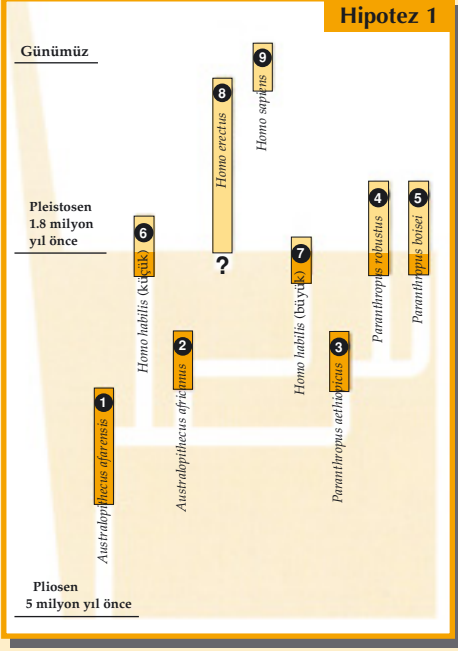 Hipotez 1
Günümüz
9
Homo sapiens
8
Homo erectus
?
Pleistosen
1.8 milyon
yıl önce
6
Homo habilis (küçük)
7
Homo habilis (büyük)
4
Paranthropus robustus
5
Paranthropus boisei
2
Australopithecus africanus
3
Paranthropus aethiopicus
1
Australopithecus afarensis
Pliosen
5 milyon yıl önce